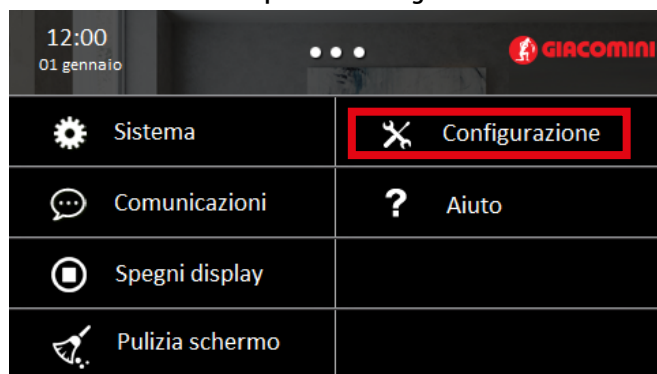 12:00
01 gennaio
GIACOMINI
Sistema
Configurazione
Comunicazioni
? Aiuto
Spegni display
Pulizia schermo